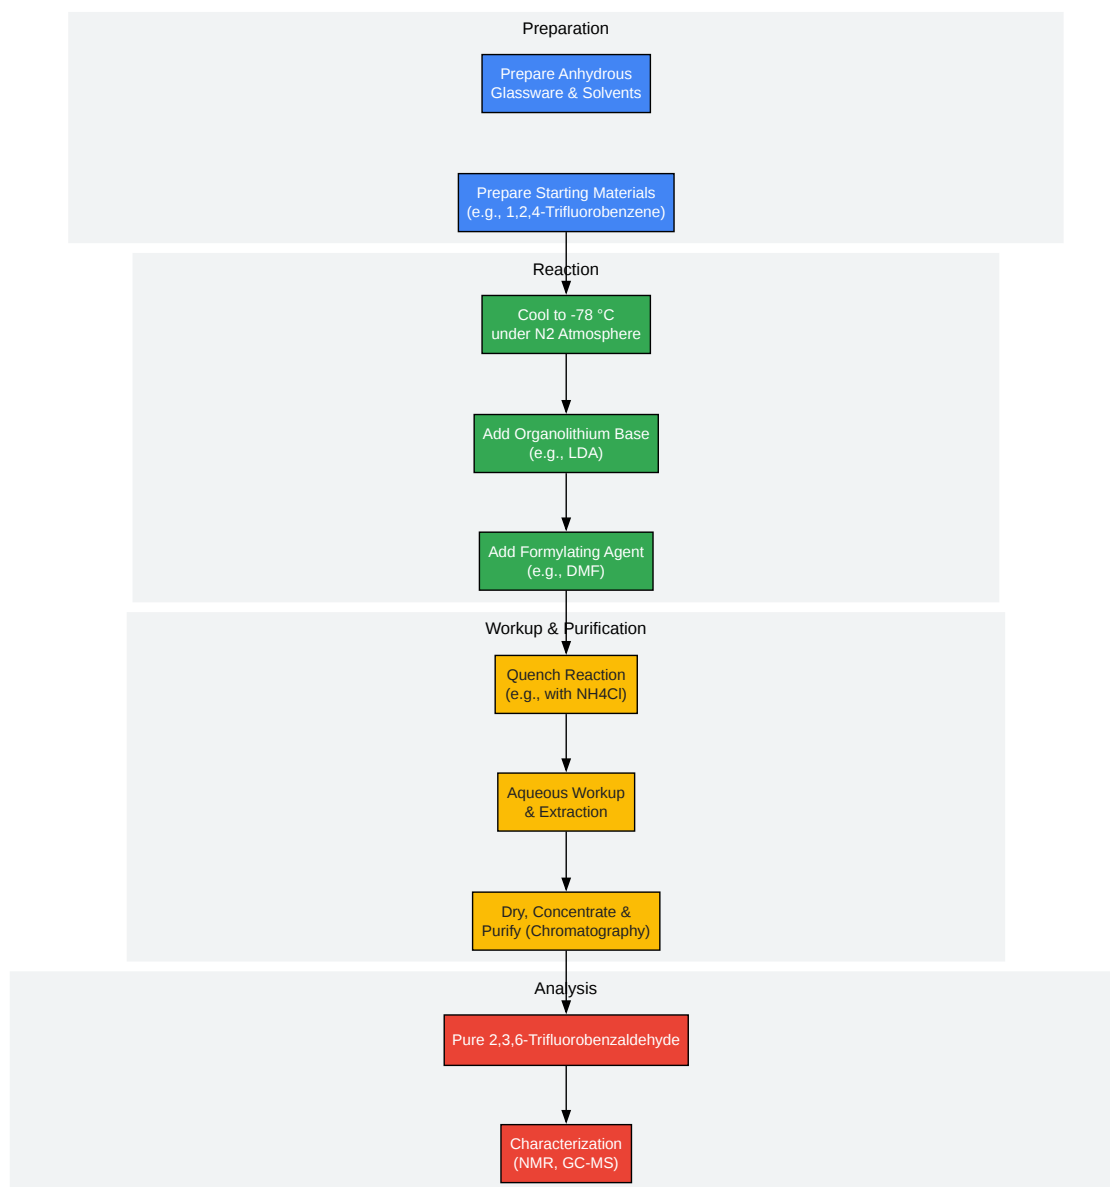 Preparation
Prepare Anhydrous
Glassware & Solvents
Prepare Starting Materials
(e.g., 1,2,4-Trifluorobenzene)
Reaction
Cool to -78 °C
under N2 Atmosphere
Add Organolithium Base
(e.g., LDA)
Add Formylating Agent
(e.g., DMF)
Workup & Purification
Quench Reaction
(e.g., with NH4Cl)
Aqueous Workup
& Extraction
Dry, Concentrate &
Purify (Chromatography)
Analysis
Pure 2,3,6-Trifluorobenzaldehyde
Characterization
(NMR, GC-MS)